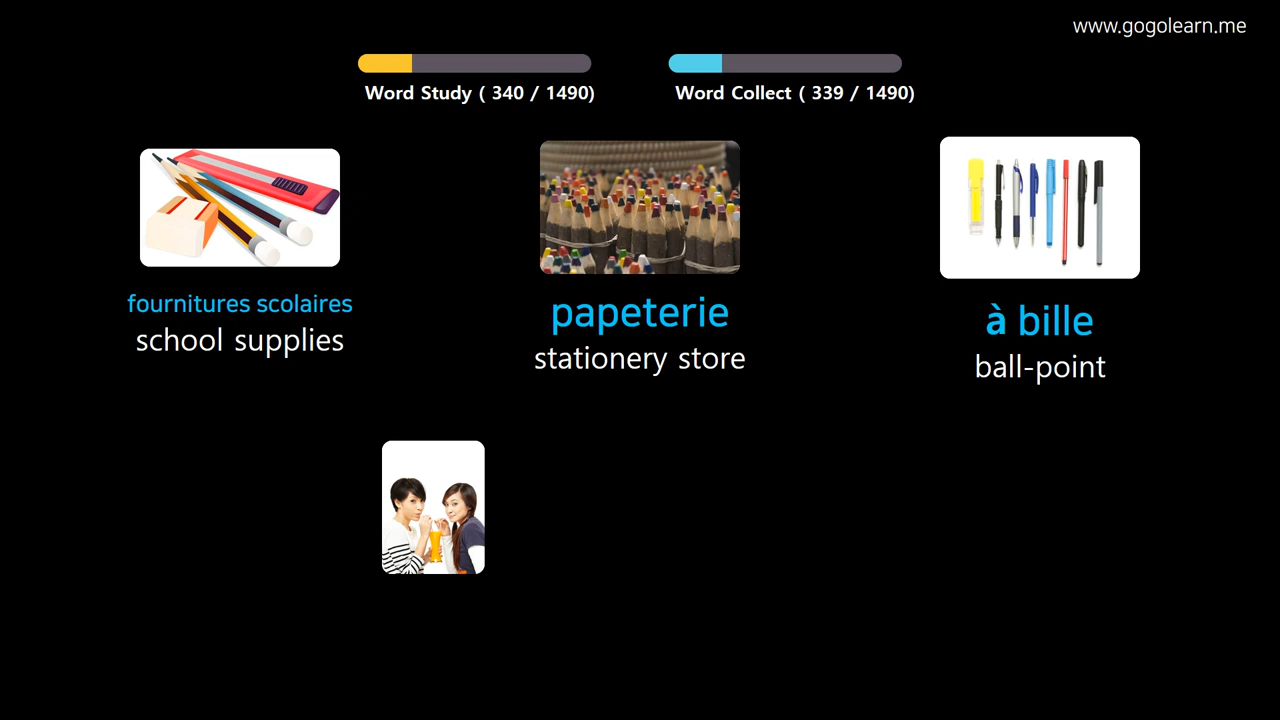 www.gogolearn.me
Word Study ( 340 / 1490)
Word Collect ( 339 / 1490)
fournitures scolaires
school supplies
papeterie
stationery store
à bille
ball-point